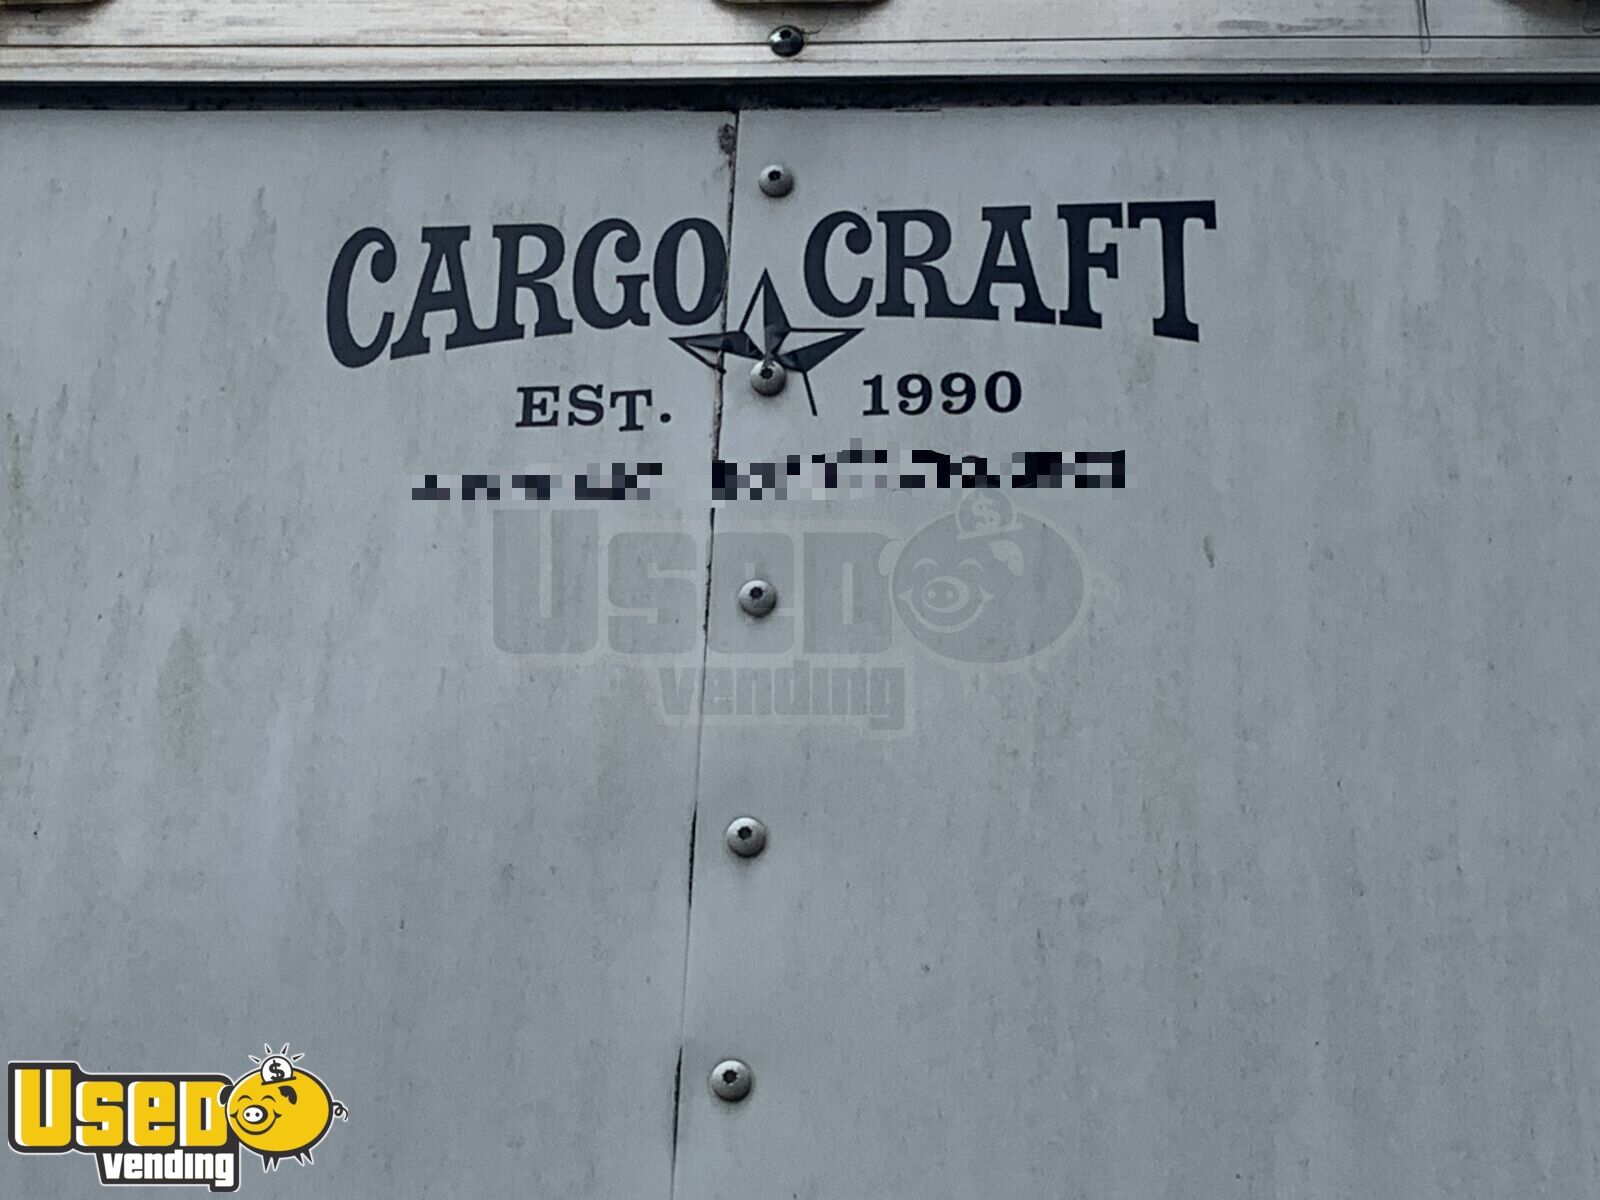 CARGO CRAFT
EST. 1990
USED
vending
USED
vending